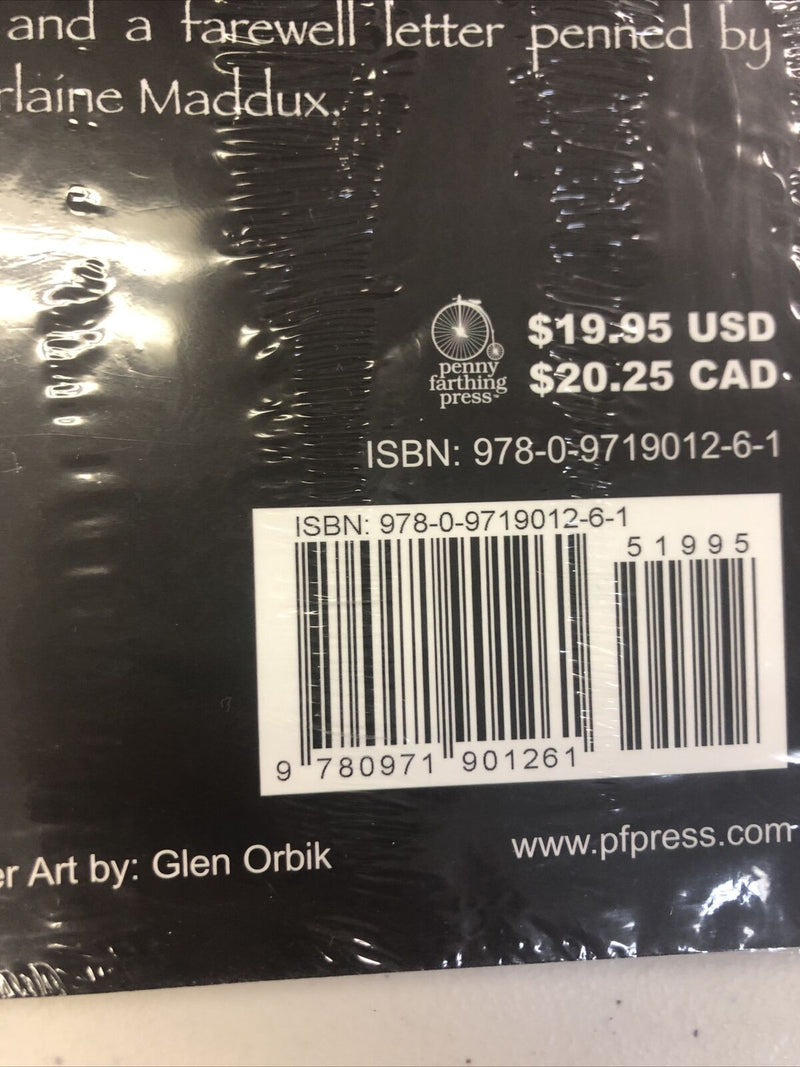 and a farewell letter penned by
rlaine Maddux.
penny
farthing
press™
$19.95 USD
$20.25 CAD
ISBN: 978-0-9719012-6-1
ISBN: 978-0-9719012-6-1
51995
9 780971 901261
er Art by: Glen Orbik
www.pfpress.com